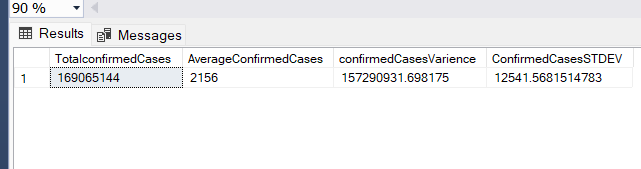 90 %
Results Messages
TotalconfirmedCases AverageConfirmedCases confirmedCasesVarience ConfirmedCasesSTDEV
1 169065144 2156 157290931.698175 12541.5681514783